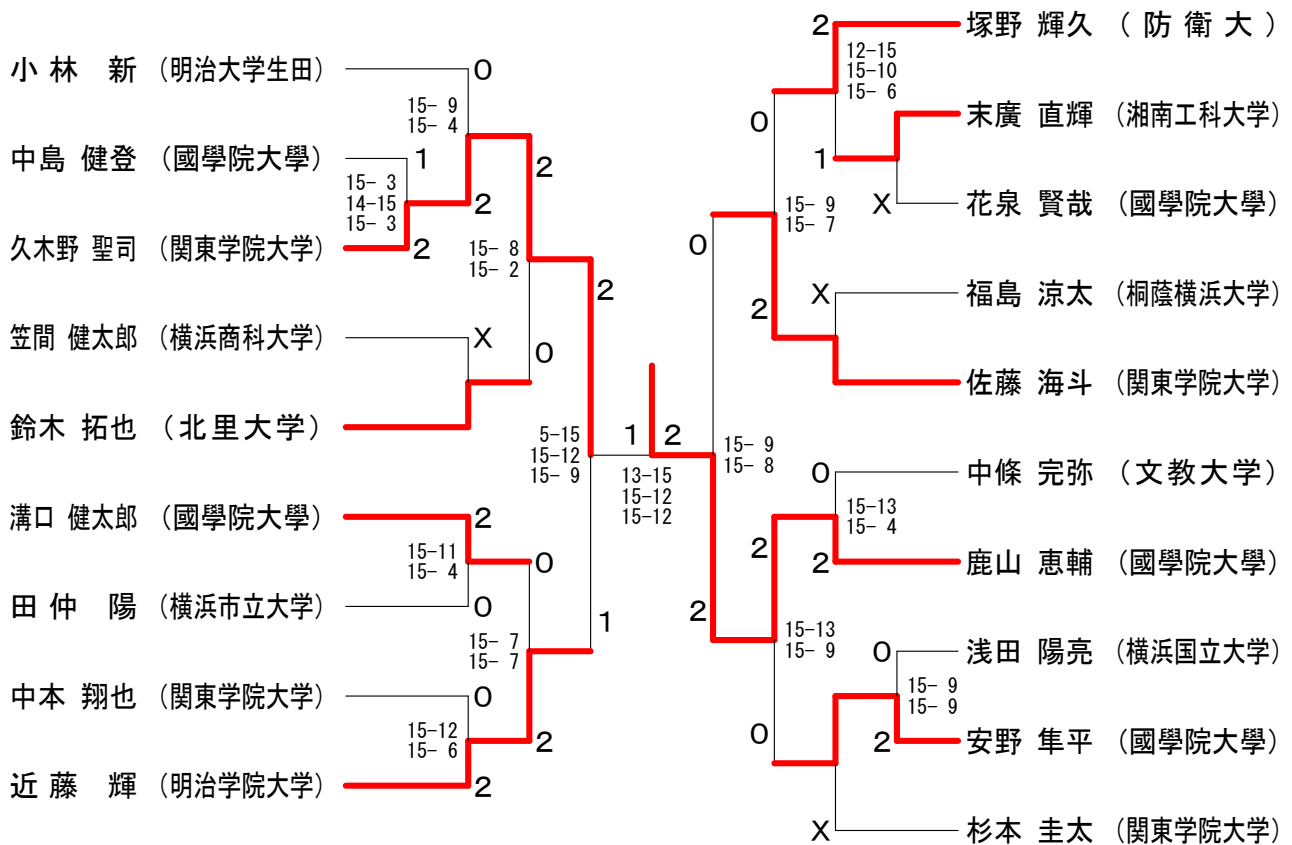 小林 新 (明治大学生田)
0
15- 9
15- 4
中島 健登 (國學院大學)
1
15- 3
14-15
15- 3
2
2
久木野 聖司 (関東学院大学)
2
15- 8
15- 2
2
笠間 健太郎 (横浜商科大学)
X
0
鈴木 拓也 (北里大学)
5-15
15-12
15- 9
溝口 健太郎 (國學院大學)
2
15-11
15- 4
0
田仲 陽 (横浜市立大学)
0
15- 7
15- 7
1
中本 翔也 (関東学院大学)
0
15-12
15- 6
2
近藤 輝 (明治学院大学)
2
1
2
13-15
15-12
15-12
2
塚野 輝久 (防衛大)
12-15
15-10
15- 6
0
末廣 直輝 (湘南工科大学)
1
X
花泉 賢哉 (國學院大學)
15- 9
15- 7
0
X
福島 涼太 (桐蔭横浜大学)
2
佐藤 海斗 (関東学院大学)
15- 9
15- 8
0
中條 完弥 (文教大学)
15-13
15- 4
2
2
鹿山 恵輔 (國學院大學)
2
15-13
15- 9
0
浅田 陽亮 (横浜国立大学)
15- 9
15- 9
0
2
安野 隼平 (國學院大學)
X
杉本 圭太 (関東学院大学)